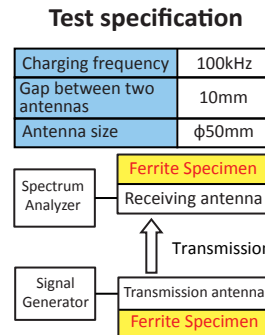 Test specification
Charging frequency 100kHz
Gap between two
antennas 10mm
Antenna size ф50mm
Ferrite Specimen
Spectrum
Analyzer
Receiving antenna
Transmission
Signal
Generator
Transmission antenna
Ferrite Specimen